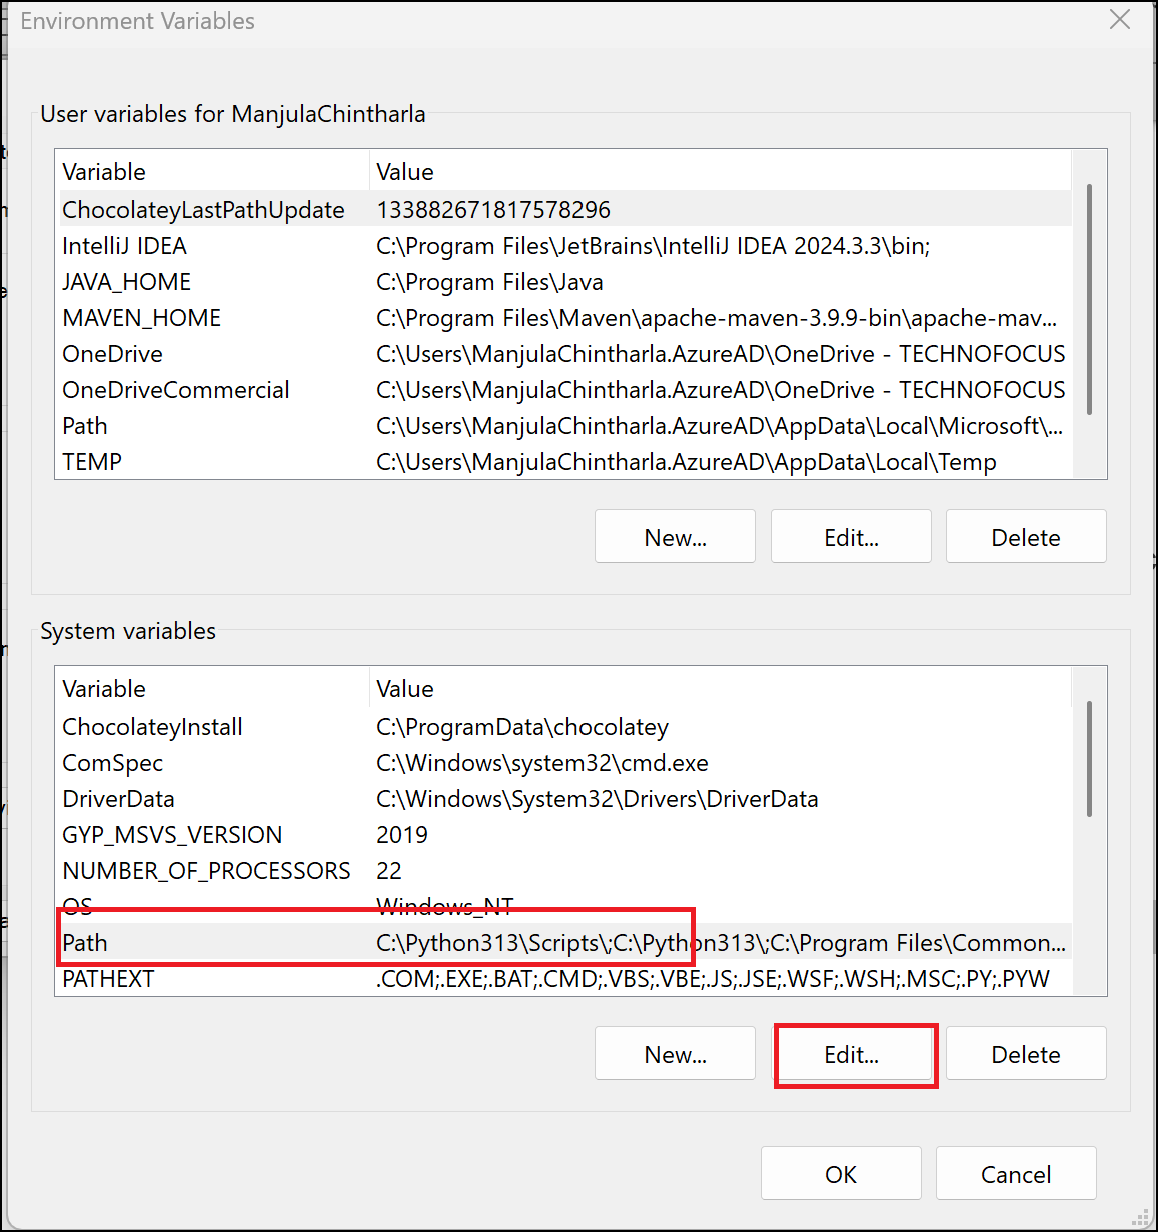 Environment Variables
User variables for ManjulaChintharla
Variable Value
ChocolateyLastPathUpdate 133882671817578296
IntelliJ IDEA C:\Program Files\JetBrains\IntelliJ IDEA 2024.3.3\bin;
JAVA_HOME C:\Program Files\Java
MAVEN_HOME C:\Program Files\Maven\apache-maven-3.9.9-bin\apache-mav...
OneDrive C:\Users\ManjulaChintharla.AzureAD\OneDrive - TECHNOFOCUS
OneDriveCommercial C:\Users\ManjulaChintharla.AzureAD\OneDrive - TECHNOFOCUS
Path C:\Users\ManjulaChintharla.AzureAD\AppData\Local\Microsoft\...
TEMP C:\Users\ManjulaChintharla.AzureAD\AppData\Local\Temp
New... Edit... Delete
System variables
Variable Value
ChocolateyInstall C:\ProgramData\chocolatey
ComSpec C:\Windows\system32\cmd.exe
DriverData C:\Windows\System32\Drivers\DriverData
GYP_MSVS_VERSION 2019
NUMBER_OF_PROCESSORS 22
OS Windows_NT
Path C:\Python313\Scripts\;C:\Python313\;C:\Program Files\Common...
PATHEXT .COM;.EXE;.BAT;.CMD;.VBS;.VBE;.JS;.JSE;.WSF;.WSH;.MSC;.PY;.PYW
New... Edit... Delete
OK Cancel